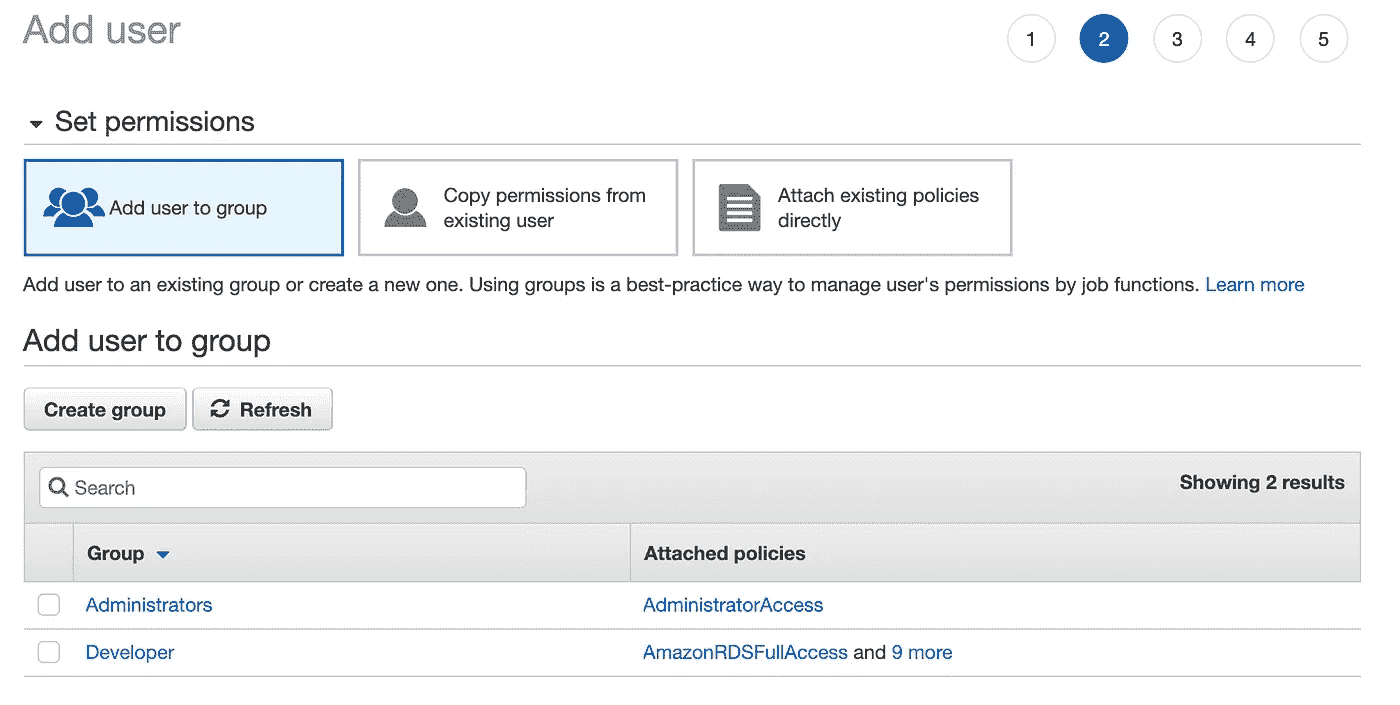 Add user
1 2 3 4 5
Set permissions
Add user to group
Copy permissions from
existing user
Attach existing policies
directly
Add user to an existing group or create a new one. Using groups is a best-practice way to manage user's permissions by job functions. Learn more
Add user to group
Create group Refresh
Search Showing 2 results
Group Attached policies
Administrators AdministratorAccess
Developer AmazonRDSFullAccess and 9 more